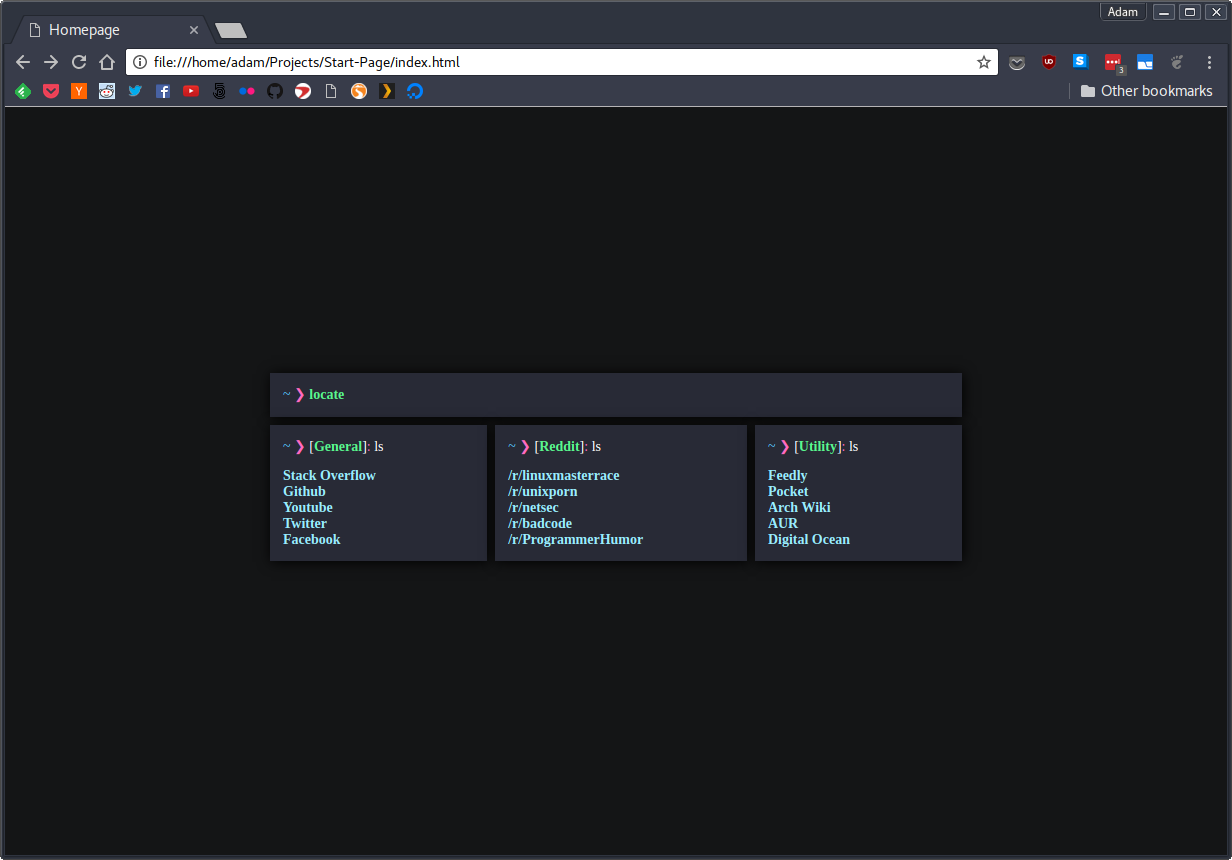 Adam
Homepage
file:///home/adam/Projects/Start-Page/index.html
UD
S
3
Y
f
Other bookmarks
~ ❯ locate
~ ❯ [General]: ls
Stack Overflow
Github
Youtube
Twitter
Facebook
~ ❯ [Reddit]: ls
/r/linuxmasterrace
/r/unixporn
/r/netsec
/r/badcode
/r/ProgrammerHumor
~ ❯ [Utility]: ls
Feedly
Pocket
Arch Wiki
AUR
Digital Ocean